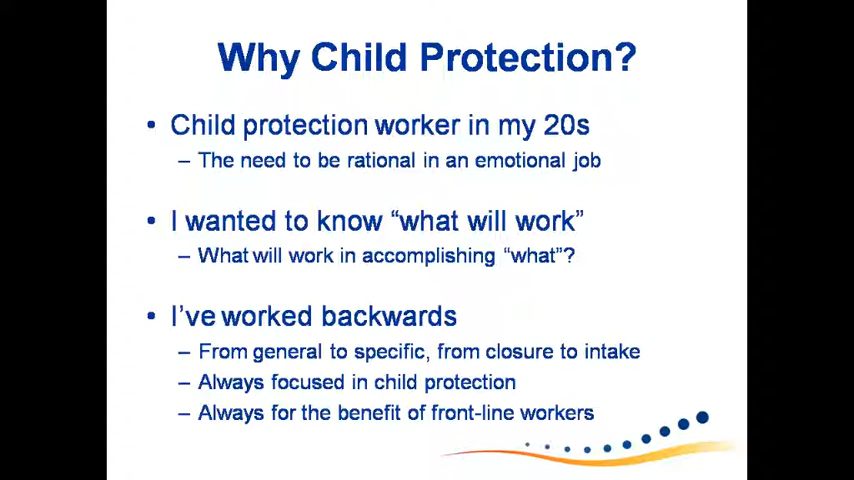 Why Child Protection?
• Child protection worker in my 20s
– The need to be rational in an emotional job
• I wanted to know “what will work”
– What will work in accomplishing “what”?
• I’ve worked backwards
– From general to specific, from closure to intake
– Always focused in child protection
– Always for the benefit of front-line workers